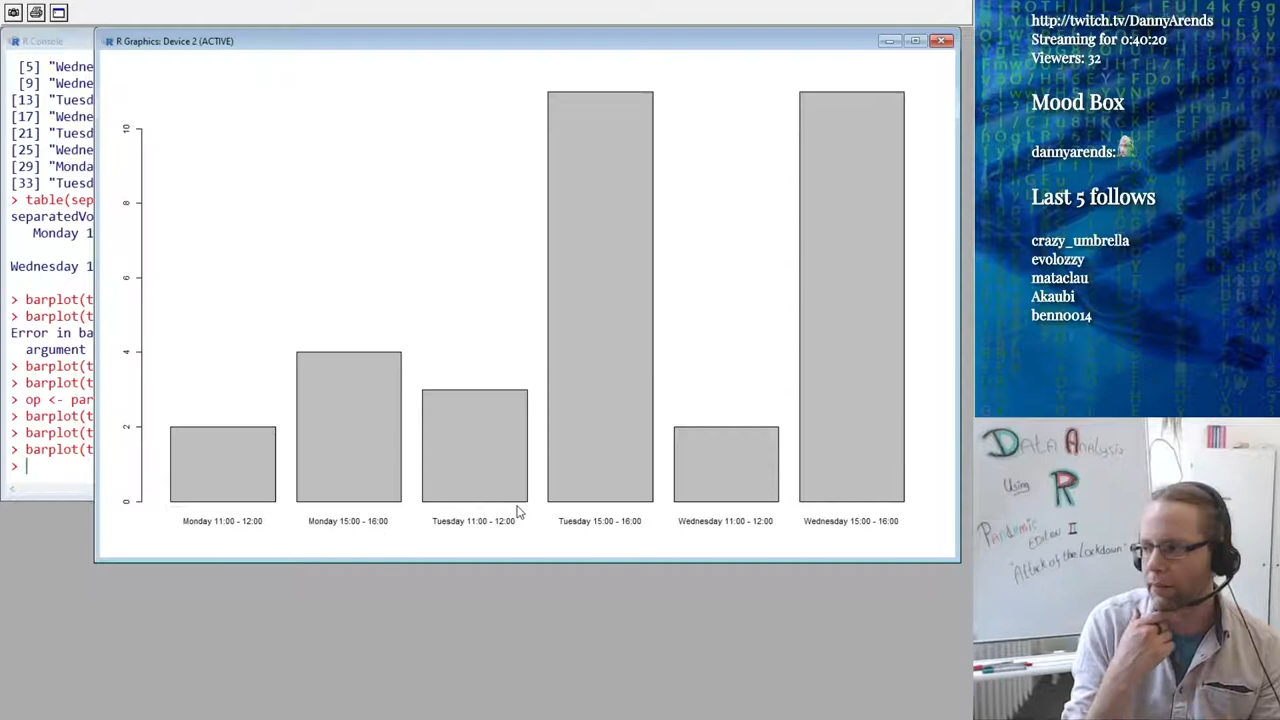 R Console
[5] "Wedne
[9] "Wedne
[13] "Tuesd
[17] "Wedne
[21] "Tuesd
[25] "Wedne
[29] "Monda
[33] "Tuesd
> table(sep
separatedVo
Monday 1
Wednesday 1
> barplot(t
> barplot(t
Error in ba
argument
> barplot(t
> barplot(t
> op <- par
> barplot(t
> barplot(t
> barplot(t
>
R Graphics: Device 2 (ACTIVE)
10
8
6
4
2
0
Monday 11:00 - 12:00
Monday 15:00 - 16:00
Tuesday 11:00 - 12:00
Tuesday 15:00 - 16:00
Wednesday 11:00 - 12:00
Wednesday 15:00 - 16:00
http://twitch.tv/DannyArends
Streaming for 0:40:20
Viewers: 32
Mood Box
dannyarends:
Last 5 follows
crazy_umbrella
evolozzy
mataclau
Akaubi
benn0014
Data Analysis
Using R
Pandemic
Edition II
"Attack of the Lockdown"